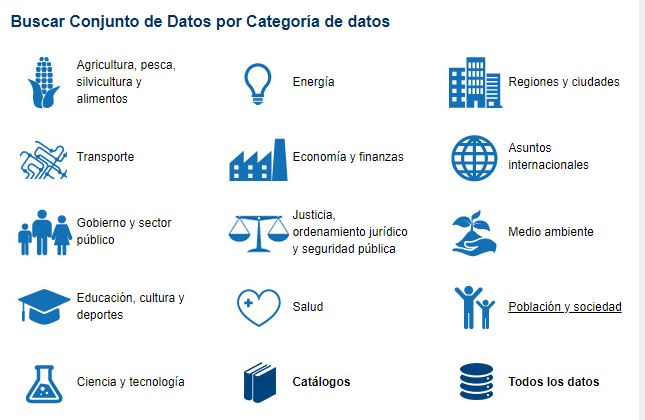 Buscar Conjunto de Datos por Categoría de datos
Agricultura, pesca,
silvicultura y
alimentos
Energía
Regiones y ciudades
Transporte
Economía y finanzas
Asuntos
internacionales
Gobierno y sector
público
Justicia,
ordenamiento jurídico
y seguridad pública
Medio ambiente
Educación, cultura y
deportes
Salud
Población y sociedad
Ciencia y tecnología
Catálogos
Todos los datos